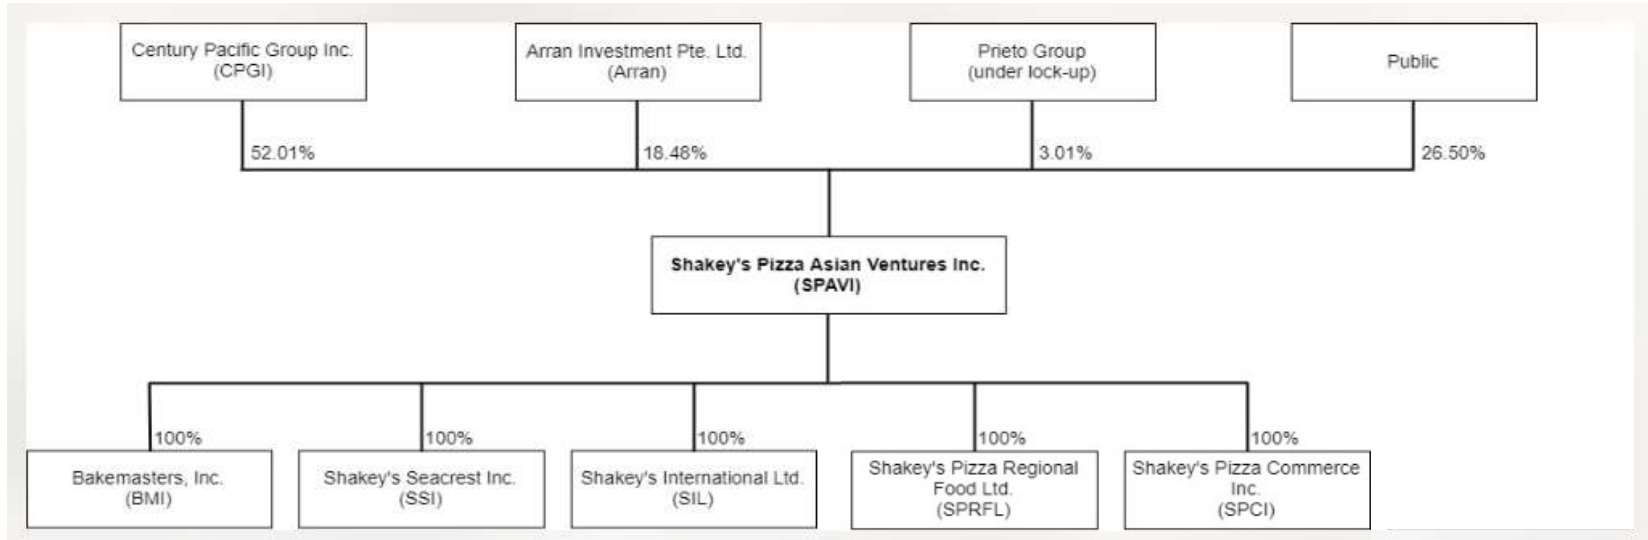 Century Pacific Group Inc.
(CPGI)
Arran Investment Pte. Ltd.
(Arran)
Prieto Group
(under lock-up)
Public
52.01%
18.48%
3.01%
26.50%
Shakey's Pizza Asian Ventures Inc.
(SPAVI)
100%
100%
100%
100%
100%
Bakemasters, Inc.
(BMI)
Shakey's Seacrest Inc.
(SSI)
Shakey's International Ltd.
(SIL)
Shakey's Pizza Regional
Food Ltd.
(SPRFL)
Shakey's Pizza Commerce
Inc.
(SPCI)